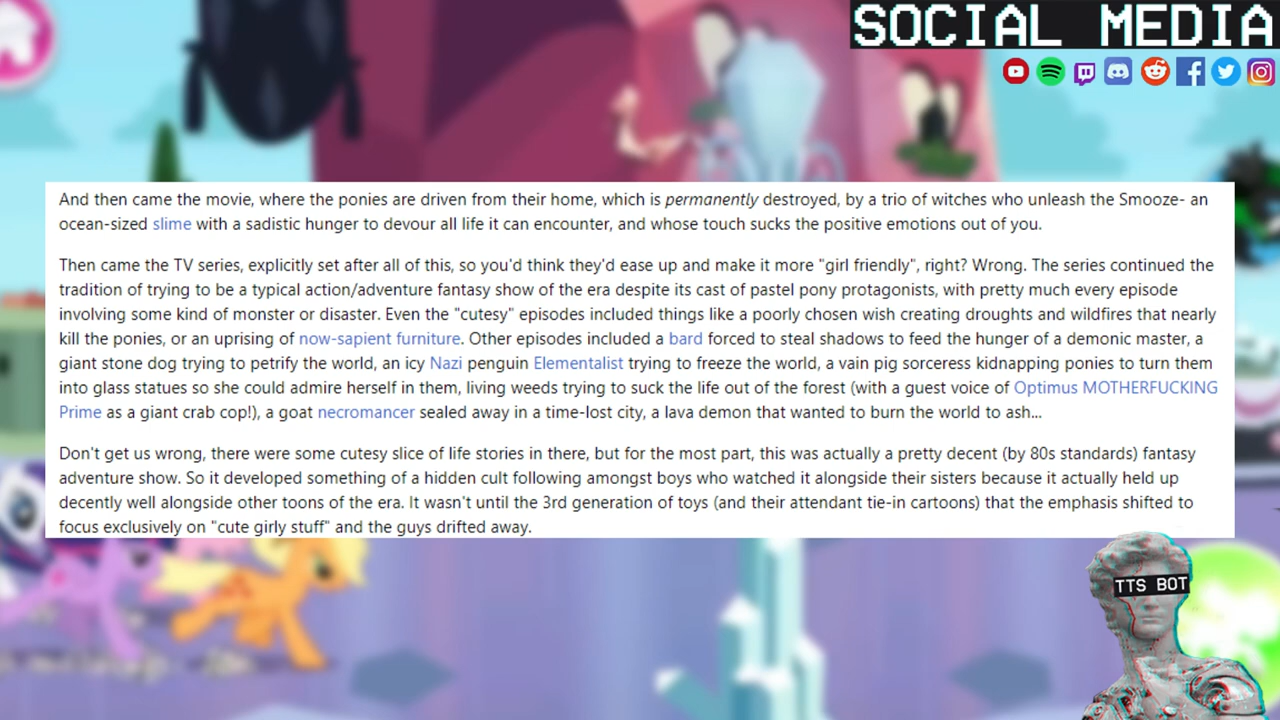 SOCIAL MEDIA
And then came the movie, where the ponies are driven from their home, which is permanently destroyed, by a trio of witches who unleash the Smooze- an
ocean-sized slime with a sadistic hunger to devour all life it can encounter, and whose touch sucks the positive emotions out of you.
Then came the TV series, explicitly set after all of this, so you'd think they'd ease up and make it more "girl friendly", right? Wrong. The series continued the
tradition of trying to be a typical action/adventure fantasy show of the era despite its cast of pastel pony protagonists, with pretty much every episode
involving some kind of monster or disaster. Even the "cutesy" episodes included things like a poorly chosen wish creating droughts and wildfires that nearly
kill the ponies, or an uprising of now-sapient furniture. Other episodes included a bard forced to steal shadows to feed the hunger of a demonic master, a
giant stone dog trying to petrify the world, an icy Nazi penguin Elementalist trying to freeze the world, a vain pig sorceress kidnapping ponies to turn them
into glass statues so she could admire herself in them, living weeds trying to suck the life out of the forest (with a guest voice of Optimus MOTHERFUCKING
Prime as a giant crab cop!), a goat necromancer sealed away in a time-lost city, a lava demon that wanted to burn the world to ash...
Don't get us wrong, there were some cutesy slice of life stories in there, but for the most part, this was actually a pretty decent (by 80s standards) fantasy
adventure show. So it developed something of a hidden cult following amongst boys who watched it alongside their sisters because it actually held up
decently well alongside other toons of the era. It wasn't until the 3rd generation of toys (and their attendant tie-in cartoons) that the emphasis shifted to
focus exclusively on "cute girly stuff" and the guys drifted away.
TTS BOT